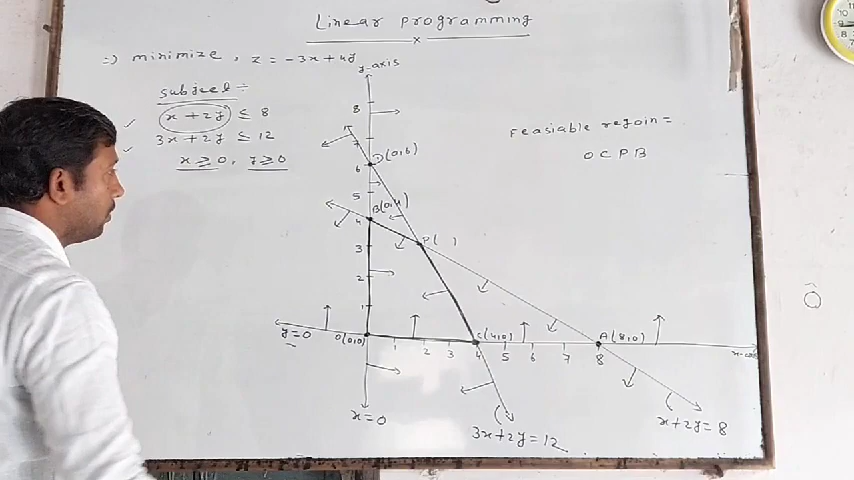 Linear Programming
x
=) minimize, z = -3x + 4y
subject :-
x + 2y ≤ 8
3x + 2y ≤ 12
x ≥ 0, y ≥ 0
y-axis
Feasiable regoin =
OCPB
8
7
6
5
4
3
2
1
D(0,6)
B(0,4)
P( )
y=0
O(0,0)
1 2 3 4 5 6 7 8
C(4,0)
A(8,0)
x=0
3x+2y=12
x+2y=8